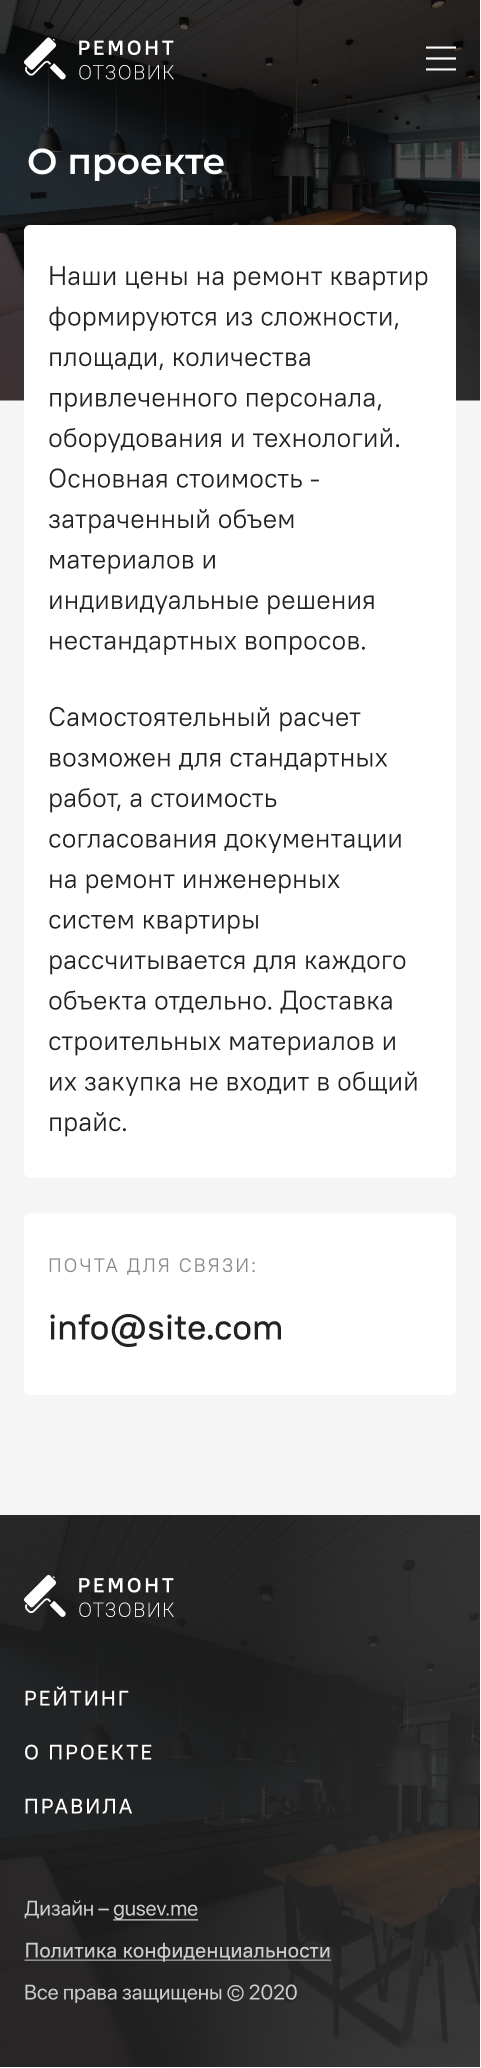 РЕМОНТ
ОТЗОВИК
О проекте
Наши цены на ремонт квартир
формируются из сложности,
площади, количества
привлеченного персонала,
оборудования и технологий.
Основная стоимость -
затраченный объем
материалов и
индивидуальные решения
нестандартных вопросов.
Самостоятельный расчет
возможен для стандартных
работ, а стоимость
согласования документации
на ремонт инженерных
систем квартиры
рассчитывается для каждого
объекта отдельно. Доставка
строительных материалов и
их закупка не входит в общий
прайс.
ПОЧТА ДЛЯ СВЯЗИ:
info@site.com
РЕМОНТ
ОТЗОВИК
РЕЙТИНГ
О ПРОЕКТЕ
ПРАВИЛА
Дизайн – gusev.me
Политика конфиденциальности
Все права защищены © 2020